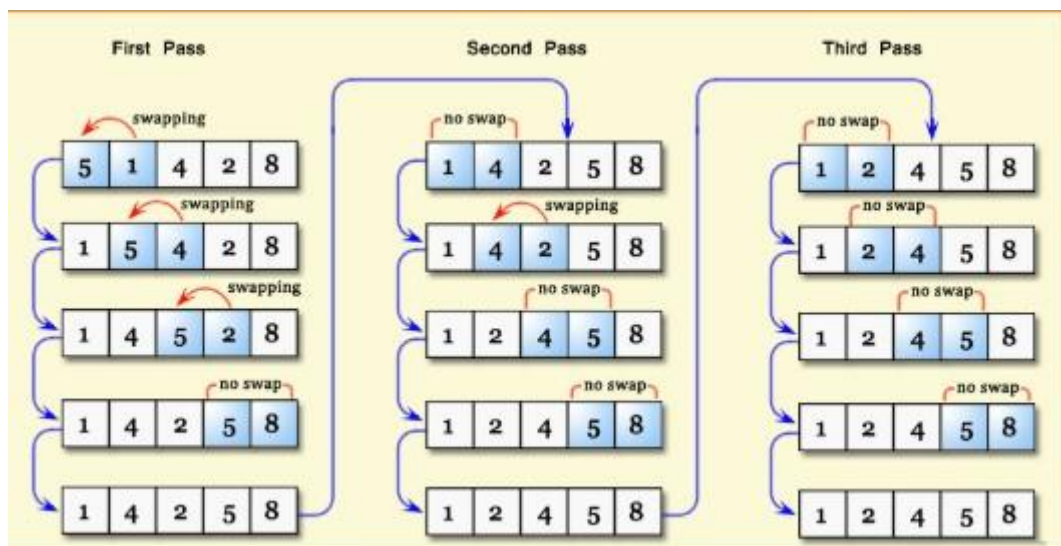 First Pass
swapping
5 1 4 2 8
swapping
1 5 4 2 8
swapping
1 4 5 2 8
no swap
1 4 2 5 8
1 4 2 5 8
Second Pass
no swap
1 4 2 5 8
swapping
1 4 2 5 8
no swap
1 2 4 5 8
no swap
1 2 4 5 8
1 2 4 5 8
Third Pass
no swap
1 2 4 5 8
no swap
1 2 4 5 8
no swap
1 2 4 5 8
no swap
1 2 4 5 8
1 2 4 5 8